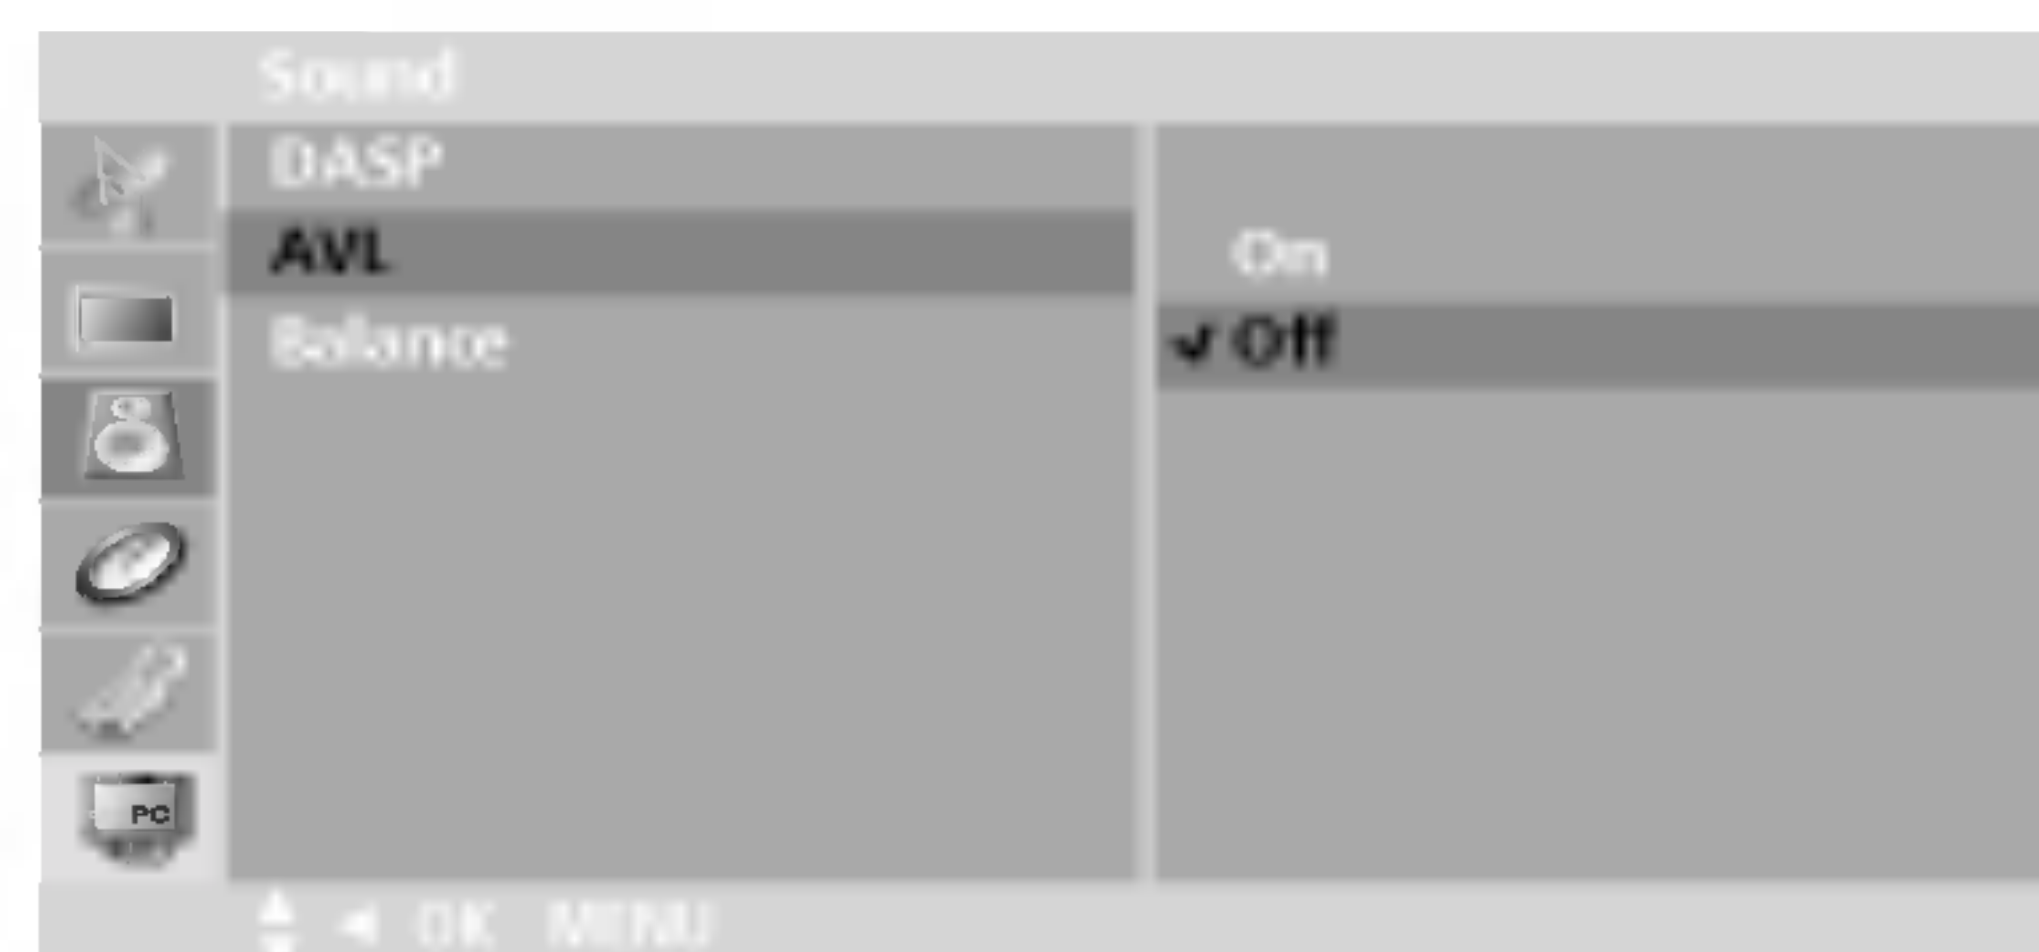 Sound
DASP
AVL
On
Balance
✓ Off
PC
OK MENU